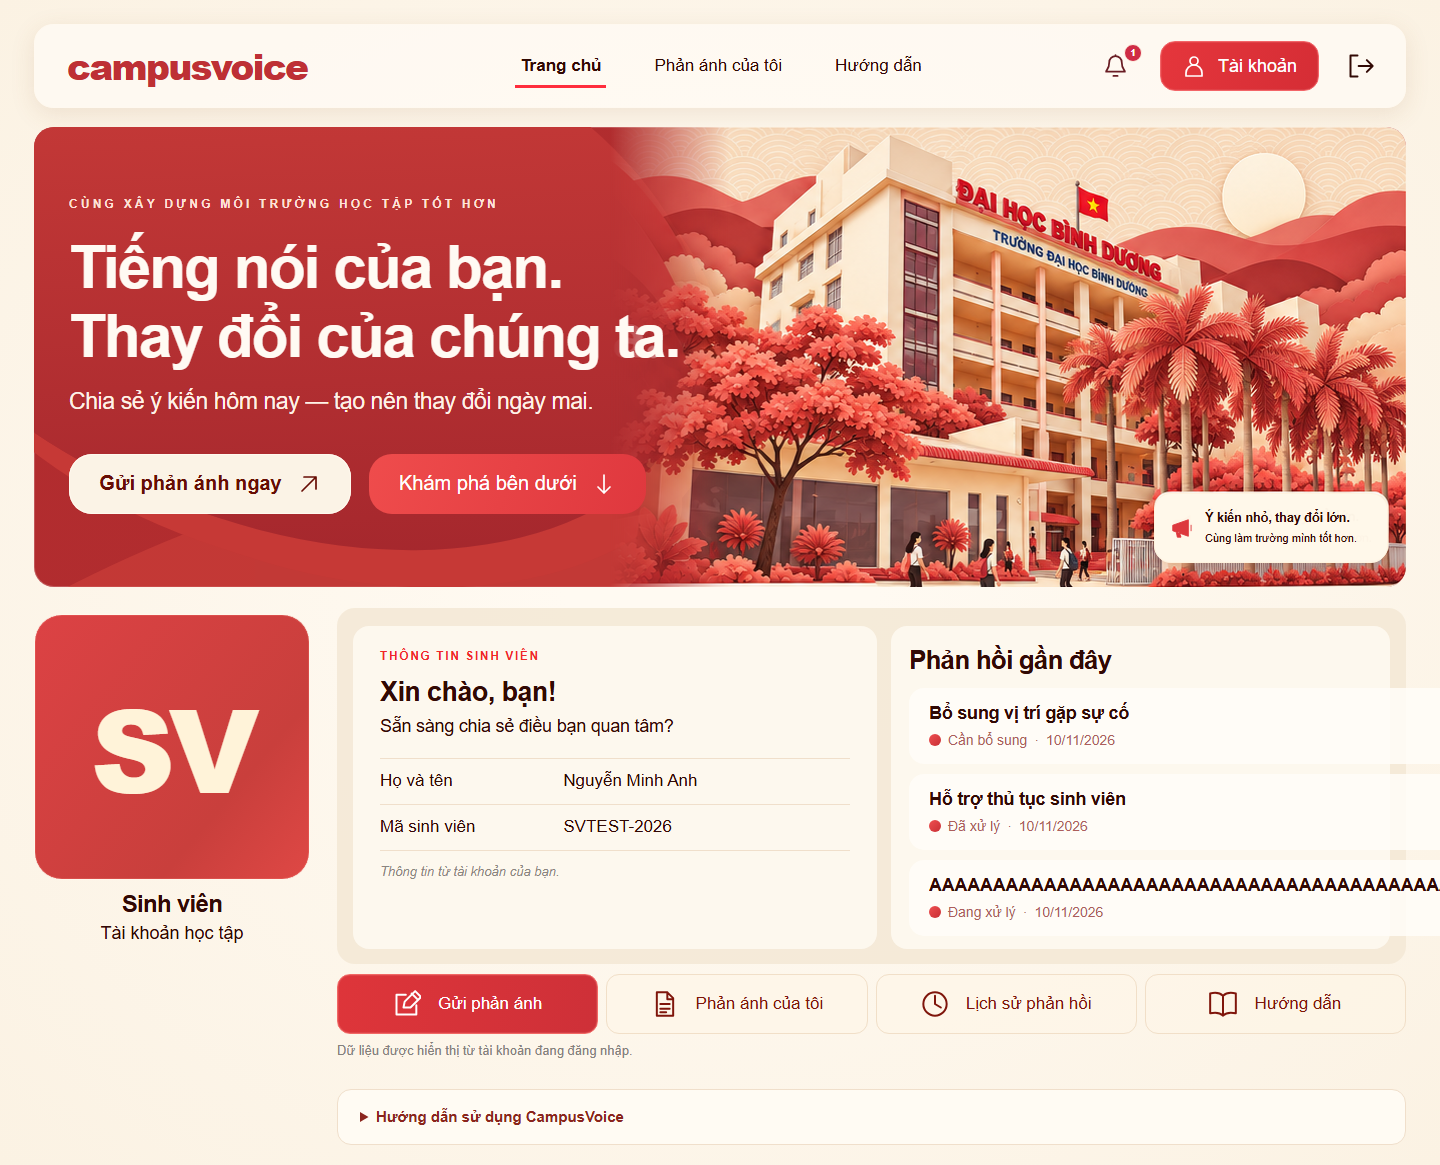 campusvoice
Trang chủ
Phản ánh của tôi
Hướng dẫn
1
Tài khoản
CÙNG XÂY DỰNG MÔI TRƯỜNG HỌC TẬP TỐT HƠN
Tiếng nói của bạn.
Thay đổi của chúng ta.
Chia sẻ ý kiến hôm nay — tạo nên thay đổi ngày mai.
Gửi phản ánh ngay
Khám phá bên dưới
ĐẠI HỌC BÌNH DƯƠNG
TRƯỜNG ĐẠI HỌC BÌNH DƯƠNG
Ý kiến nhỏ, thay đổi lớn.
Cùng làm trường mình tốt hơn.
SV
Sinh viên
Tài khoản học tập
THÔNG TIN SINH VIÊN
Xin chào, bạn!
Sẵn sàng chia sẻ điều bạn quan tâm?
Họ và tên Nguyễn Minh Anh
Mã sinh viên SVTEST-2026
Thông tin từ tài khoản của bạn.
Phản hồi gần đây
Bổ sung vị trí gặp sự cố
Cần bổ sung · 10/11/2026
Hỗ trợ thủ tục sinh viên
Đã xử lý · 10/11/2026
AAAAAAAAAAAAAAAAAAAAAAAAAAAAAAAAAAAAAAAA
Đang xử lý · 10/11/2026
Gửi phản ánh
Phản ánh của tôi
Lịch sử phản hồi
Hướng dẫn
Dữ liệu được hiển thị từ tài khoản đang đăng nhập.
Hướng dẫn sử dụng CampusVoice